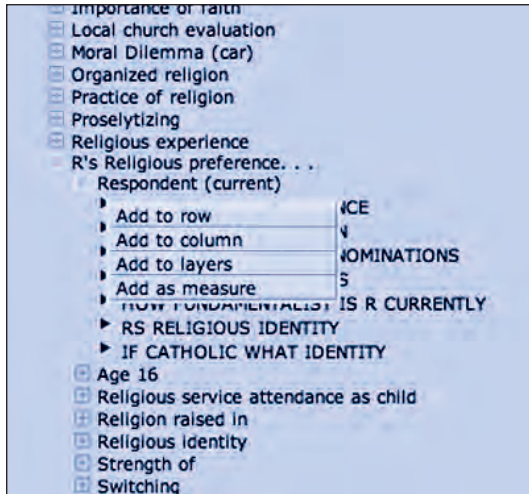 Importance of faith
Local church evaluation
Moral Dilemma (car)
Organized religion
Practice of religion
Proselytizing
Religious experience
R's Religious preference. . .
Respondent (current)
Add to row
Add to column
Add to layers
Add as measure
HOW FUNDAMENTALIST IS R CURRENTLY
RS RELIGIOUS IDENTITY
IF CATHOLIC WHAT IDENTITY
Age 16
Religious service attendance as child
Religion raised in
Religious identity
Strength of
Switching